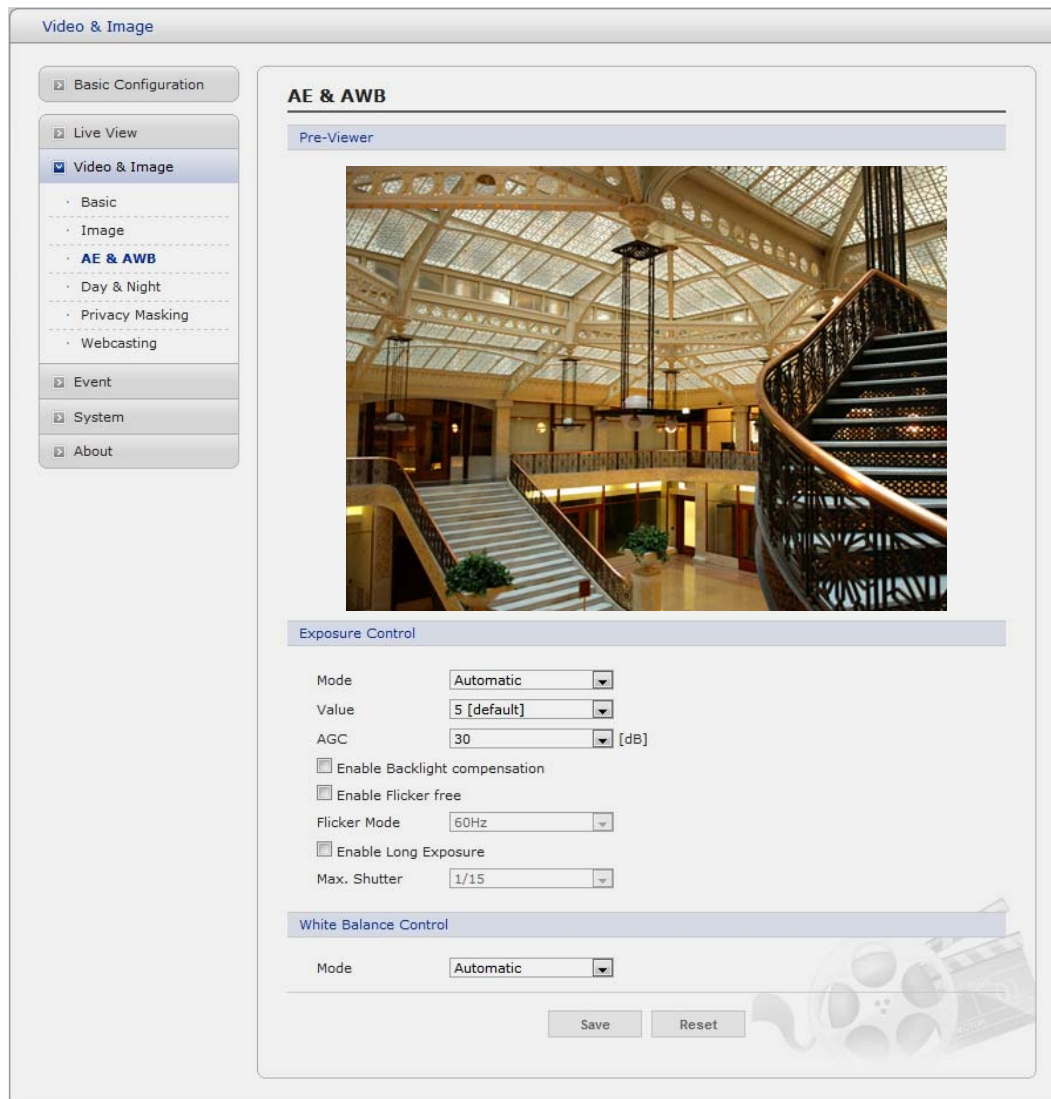 Video & Image
Basic Configuration
Live View
Video & Image
· Basic
· Image
· AE & AWB
· Day & Night
· Privacy Masking
· Webcasting
Event
System
About
AE & AWB
Pre-Viewer
Exposure Control
Mode Automatic
Value 5 [default]
AGC 30 [dB]
Enable Backlight compensation
Enable Flicker free
Flicker Mode 60Hz
Enable Long Exposure
Max. Shutter 1/15
White Balance Control
Mode Automatic
Save Reset